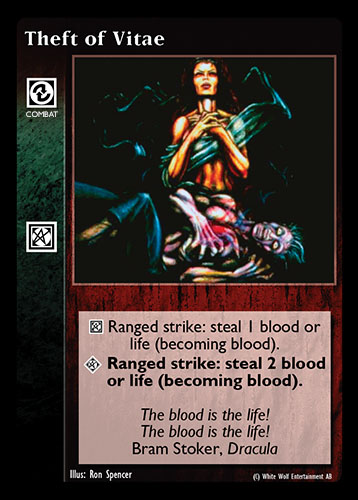 Theft of Vitae
COMBAT
Ranged strike: steal 1 blood or
life (becoming blood).
Ranged strike: steal 2 blood
or life (becoming blood).
The blood is the life!
The blood is the life!
Bram Stoker, Dracula
Illus: Ron Spencer
(C) White Wolf Entertainment AB